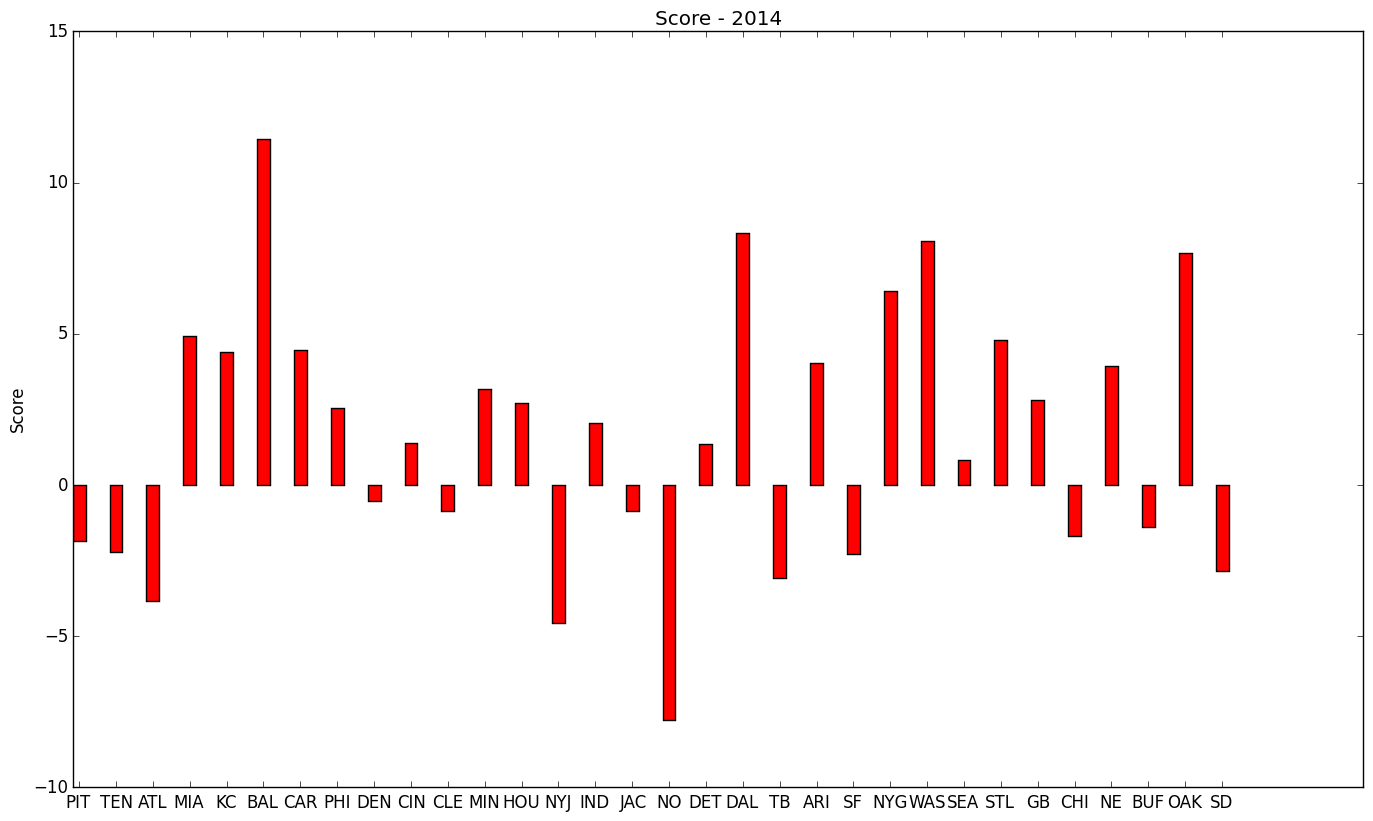 Score - 2014
15
10
5
0
−5
−10
Score
PIT TEN ATL MIA KC BAL CAR PHI DEN CIN CLE MIN HOU NYJ IND JAC NO DET DAL TB ARI SF NYG WAS SEA STL GB CHI NE BUF OAK SD